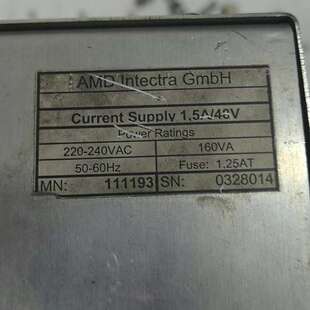 AMD Intectra GmbH
Current Supply 1,5A/48V
Power Ratings
220-240VAC 160VA
50-60Hz Fuse: 1.25AT
MN: 111193 SN: 0328014